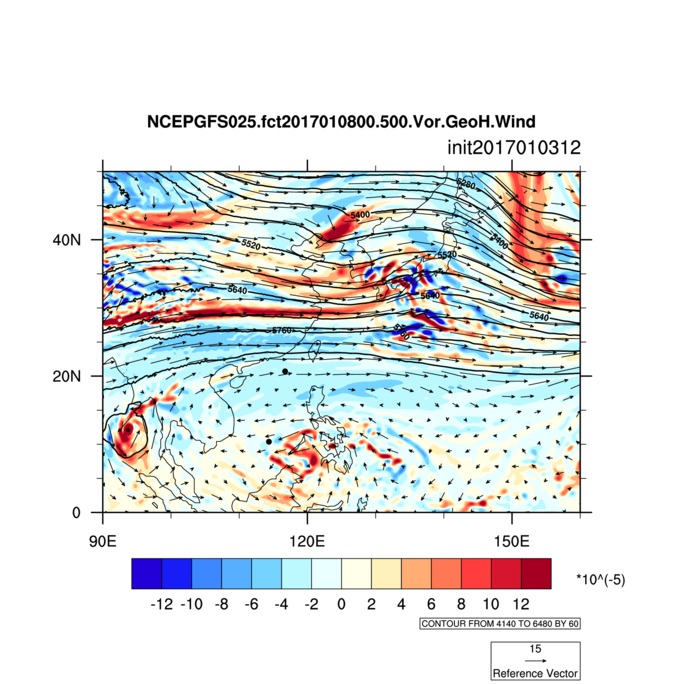 NCEPGFS025.fct2017010800.500.Vor.GeoH.Wind
init2017010312
5280
5400
5400
40N
5520
5520
5640
5640
5640
5760
20N
0
90E 120E 150E
-12 -10 -8 -6 -4 -2 0 2 4 6 8 10 12
*10^(-5)
CONTOUR FROM 4140 TO 6480 BY 60
15
Reference Vector